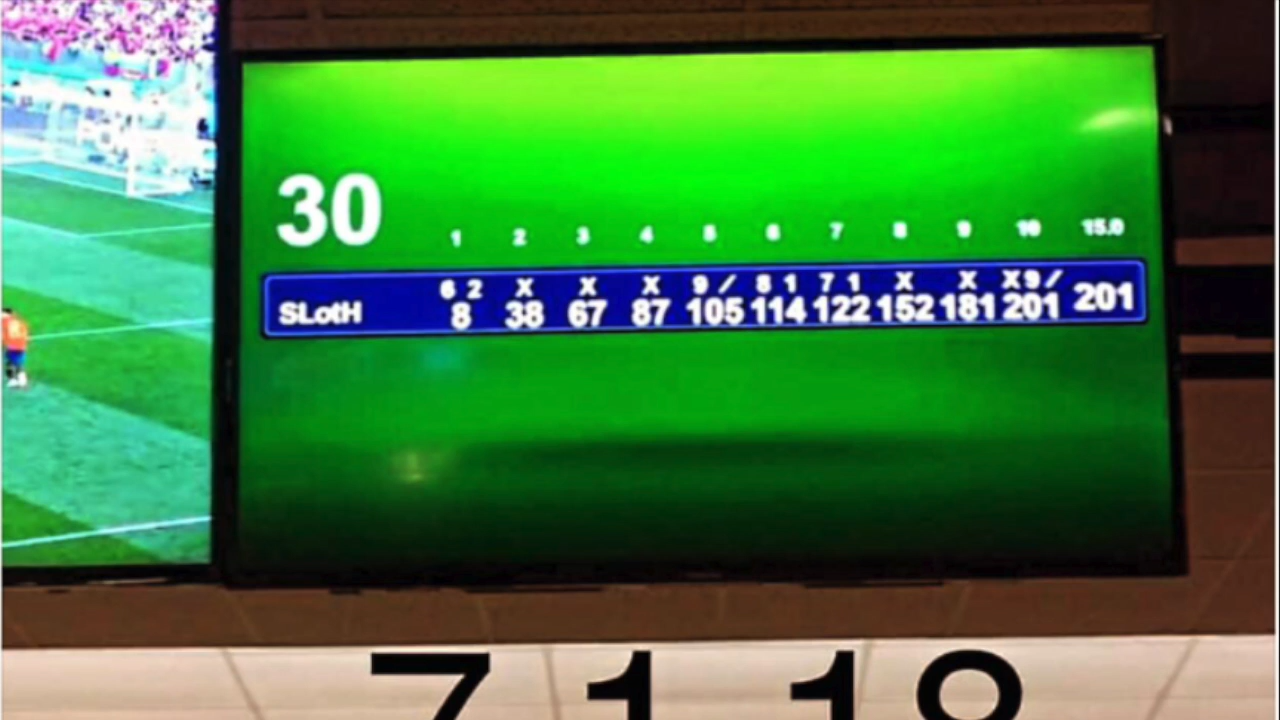 30
1 2 3 4 5 6 7 8 9 10 15.0
6 2 X X X 9 / 8 1 7 1 X X X 9 /
SLotH 8 38 67 87 105 114 122 152 181 201 201